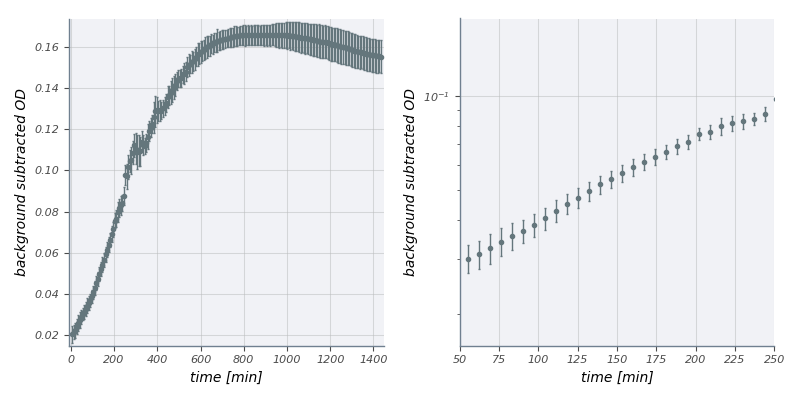 background subtracted OD
0.16
0.14
0.12
0.10
0.08
0.06
0.04
0.02
0 200 400 600 800 1000 1200 1400
time [min]
background subtracted OD
10⁻¹
50 75 100 125 150 175 200 225 250
time [min]